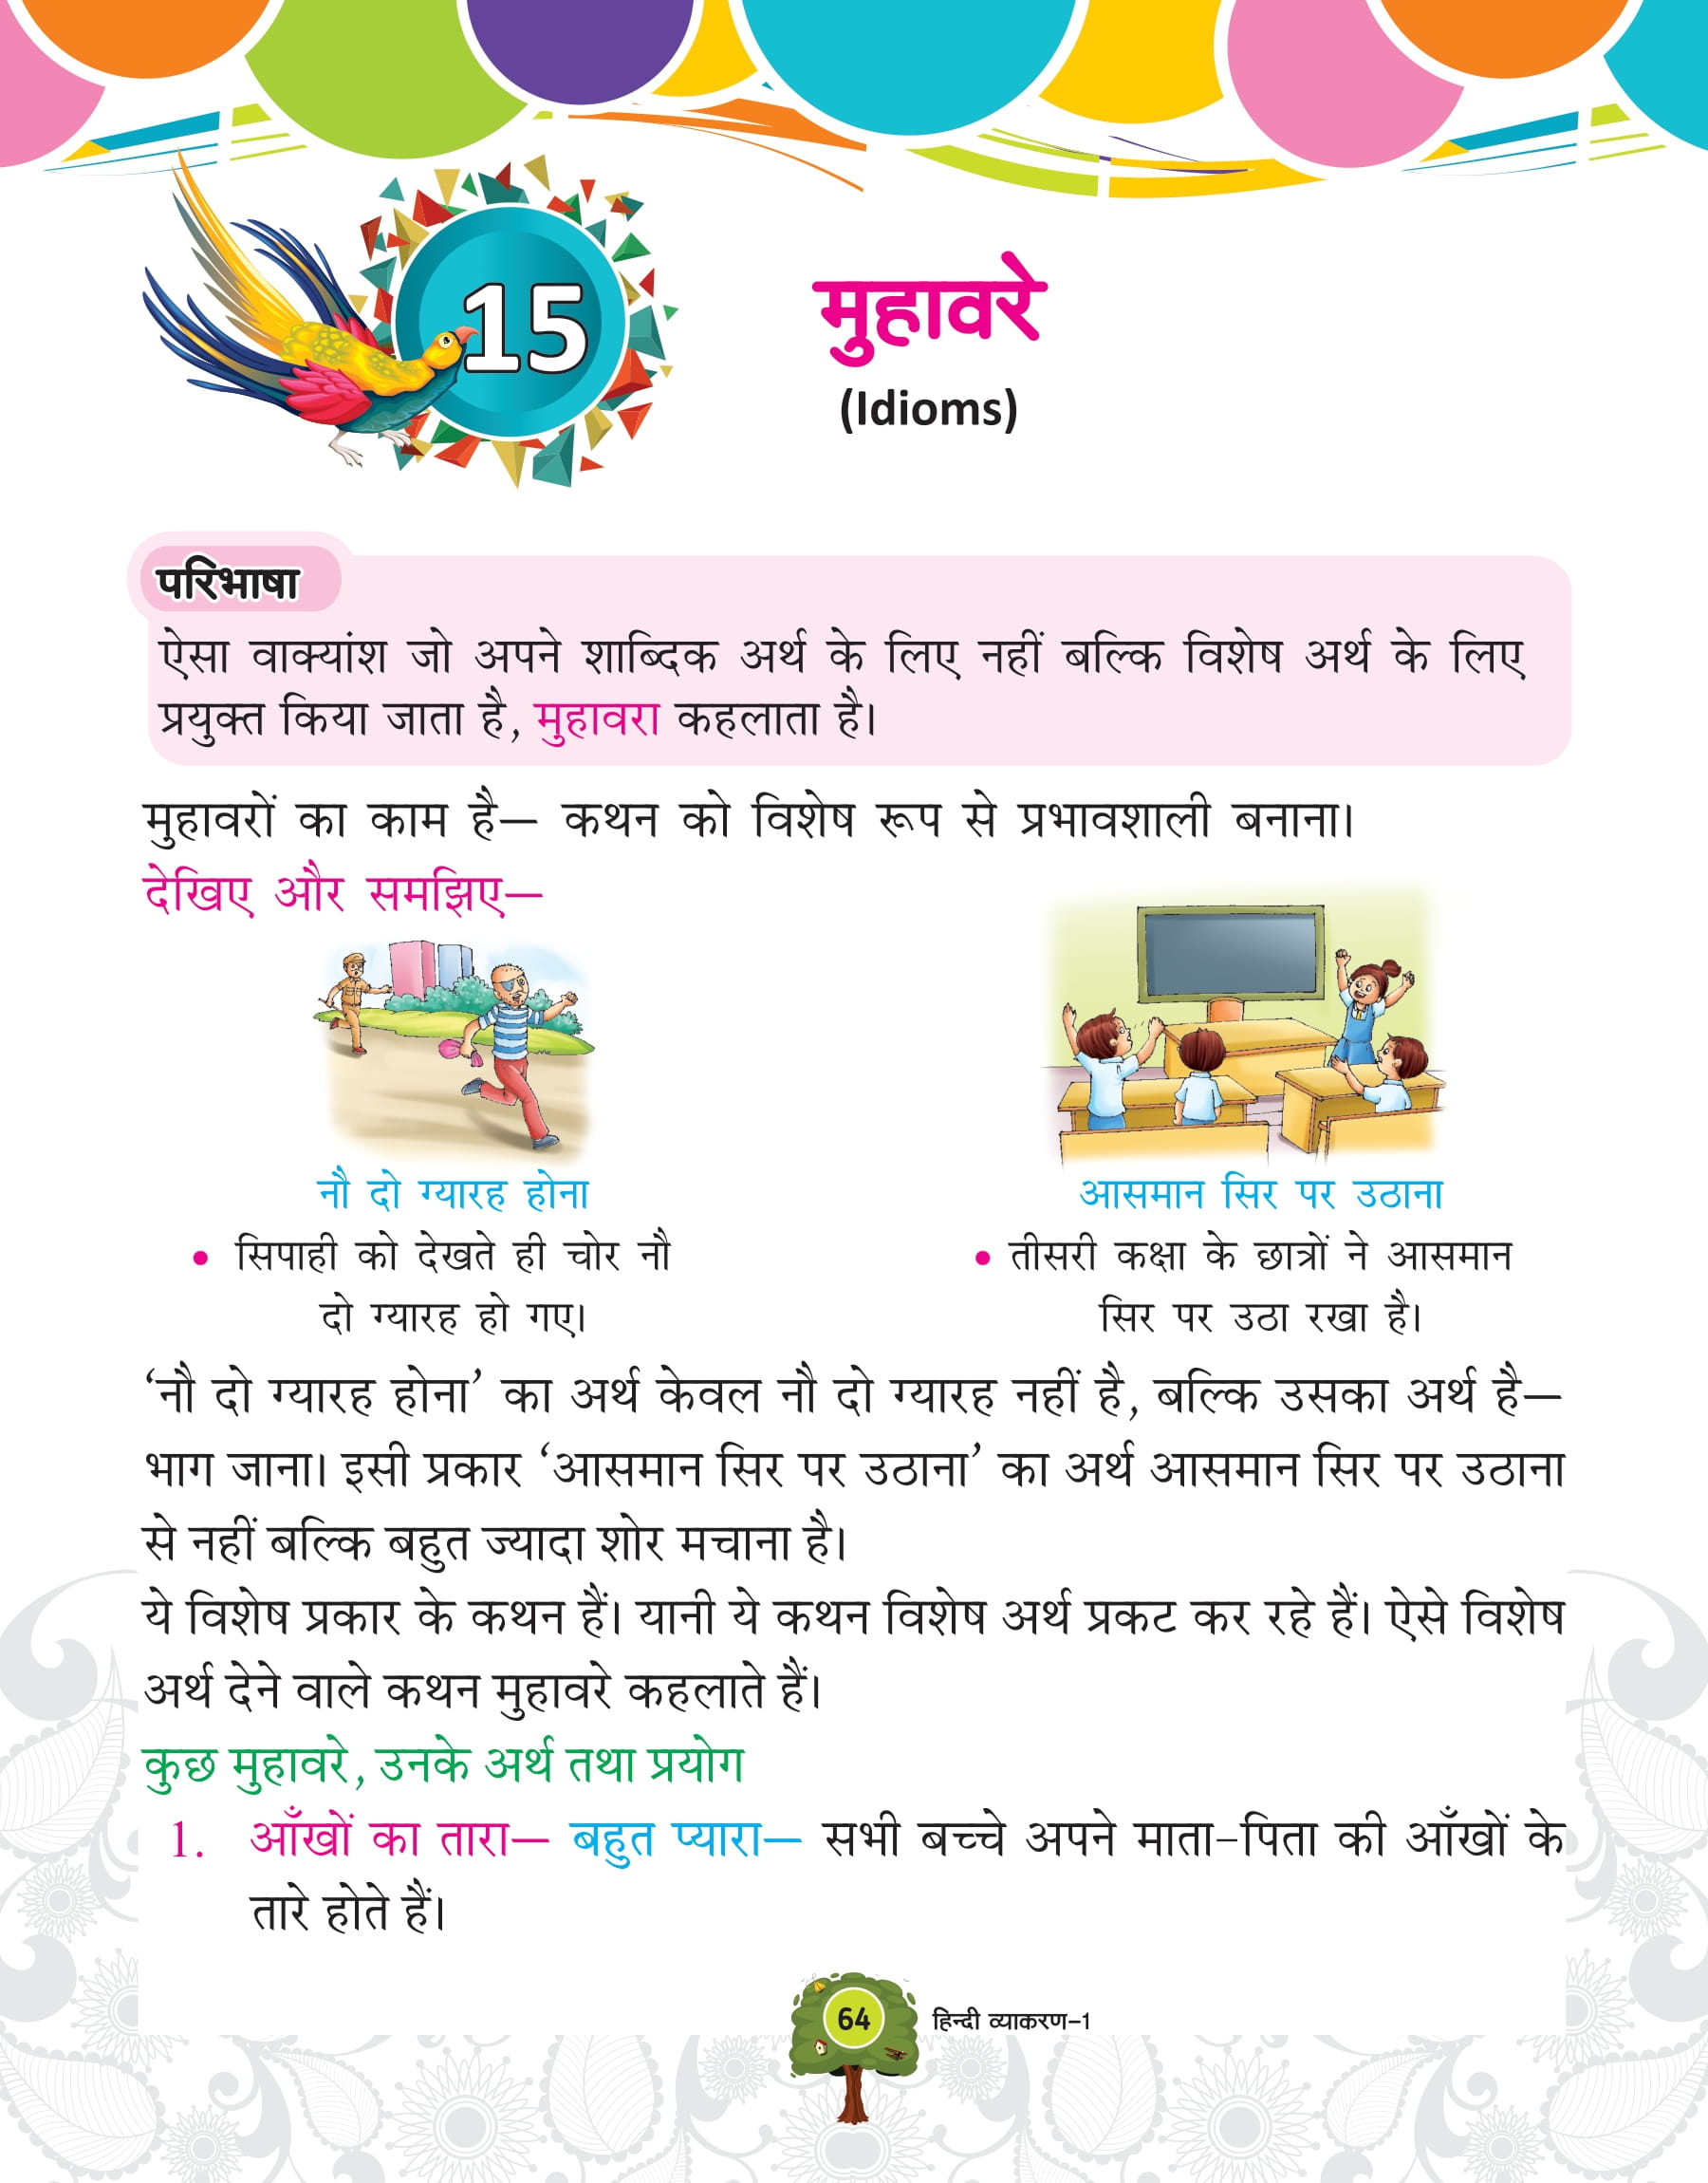 15
मुहावरे
(Idioms)
परिभाषा
ऐसा वाक्यांश जो अपने शाब्दिक अर्थ के लिए नहीं बल्कि विशेष अर्थ के लिए
प्रयुक्त किया जाता है, मुहावरा कहलाता है।
मुहावरों का काम है— कथन को विशेष रूप से प्रभावशाली बनाना।
देखिए और समझिए—
नौ दो ग्यारह होना
• सिपाही को देखते ही चोर नौ
दो ग्यारह हो गए।
आसमान सिर पर उठाना
• तीसरी कक्षा के छात्रों ने आसमान
सिर पर उठा रखा है।
‘नौ दो ग्यारह होना’ का अर्थ केवल नौ दो ग्यारह नहीं है, बल्कि उसका अर्थ है—
भाग जाना। इसी प्रकार ‘आसमान सिर पर उठाना’ का अर्थ आसमान सिर पर उठाना
से नहीं बल्कि बहुत ज्यादा शोर मचाना है।
ये विशेष प्रकार के कथन हैं। यानी ये कथन विशेष अर्थ प्रकट कर रहे हैं। ऐसे विशेष
अर्थ देने वाले कथन मुहावरे कहलाते हैं।
कुछ मुहावरे, उनके अर्थ तथा प्रयोग
1. आँखों का तारा— बहुत प्यारा— सभी बच्चे अपने माता-पिता की आँखों के
तारे होते हैं।
64 हिन्दी व्याकरण-1